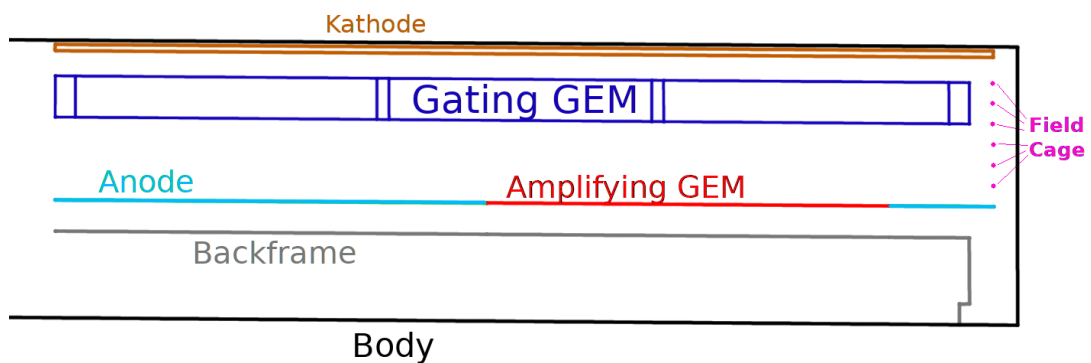 Kathode
Gating GEM
Field
Cage
Anode
Amplifying GEM
Backframe
Body